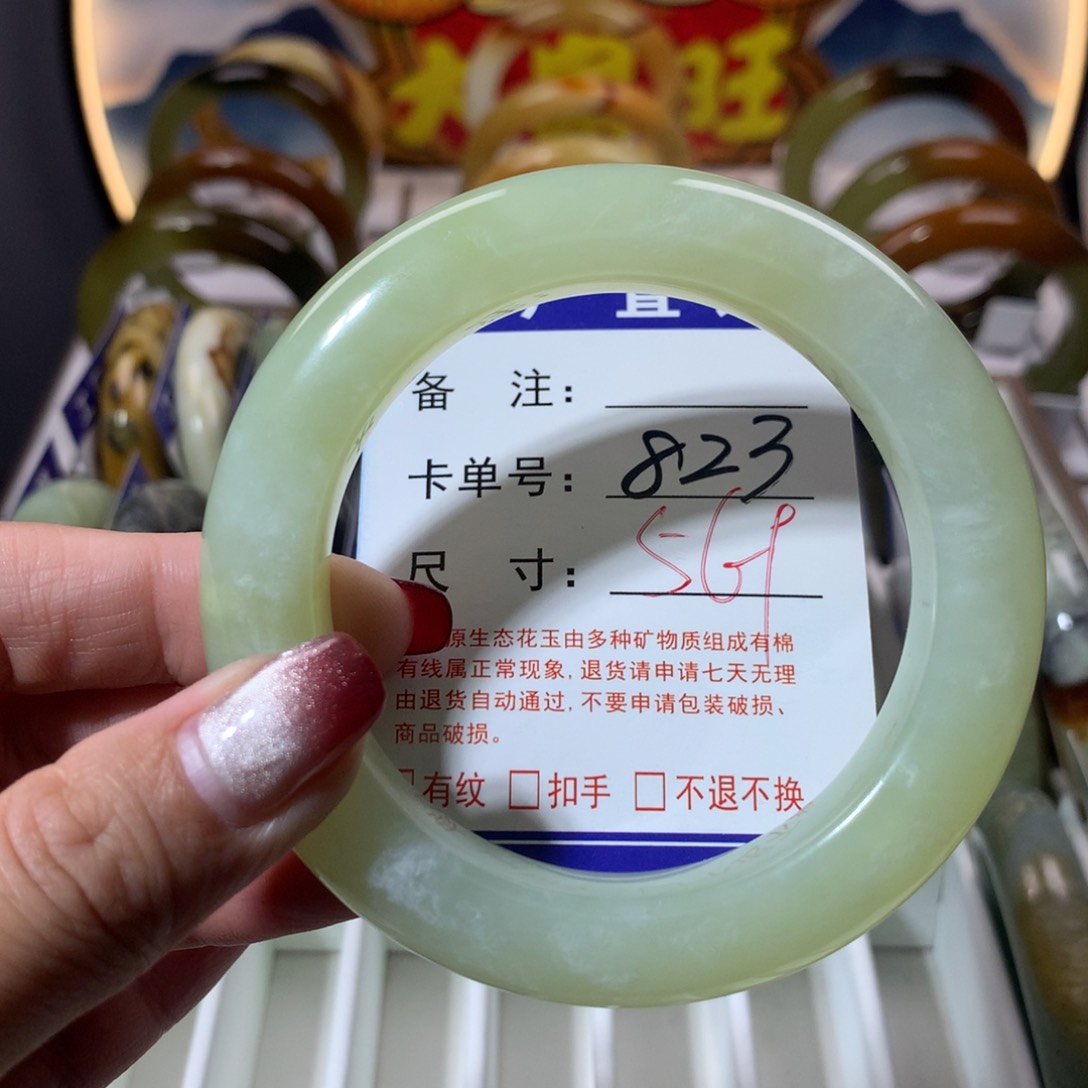 大 旺
直
备 注:
卡单号: 823
尺 寸:
原生态花玉由多种矿物质组成有棉
有线属正常现象,退货请申请七天无理
由退货自动通过,不要申请包装破损、
商品破损。
□有纹 □扣手 □不退不换